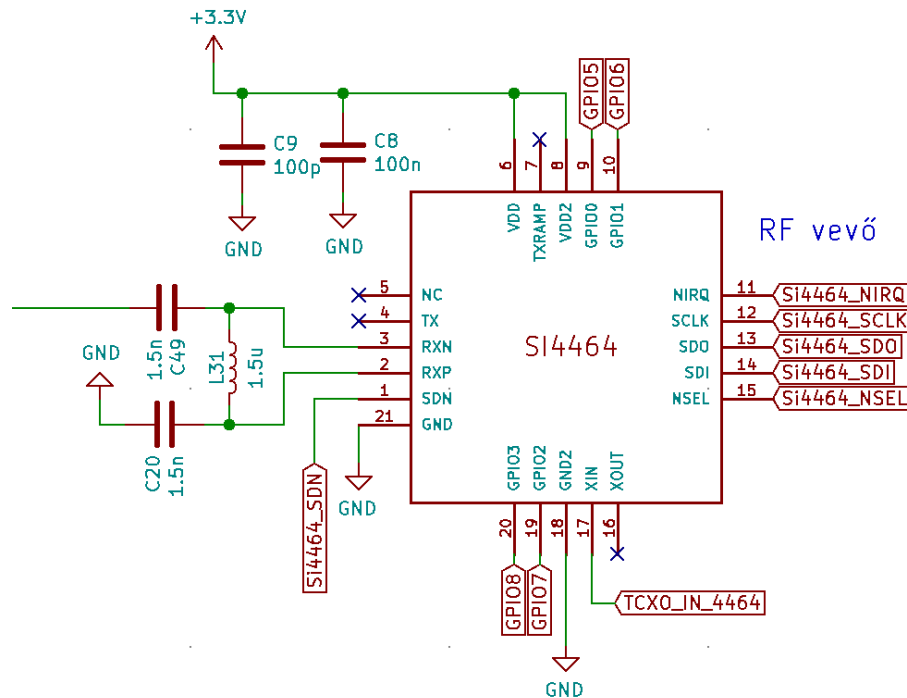 +3.3V
C9
100p
GND
C8
100n
GND
GPIO5
GPIO6
6
7
8
9
10
VDD
TXRAMP
VDD2
GPIO0
GPIO1
RF vevő
5
NC
4
TX
3
RXN
2
RXP
1
SDN
21
GND
SI4464
NIRQ
11
Si4464_NIRQ
SCLK
12
Si4464_SCLK
SDO
13
Si4464_SDO
SDI
14
Si4464_SDI
NSEL
15
Si4464_NSEL
1.5n
C49
L31
1.5u
GND
C20
1.5n
Si4464_SDN
GND
GPIO3
GPIO2
GND2
XIN
XOUT
20
19
18
17
16
GPIO8
GPIO7
TCXO_IN_4464
GND